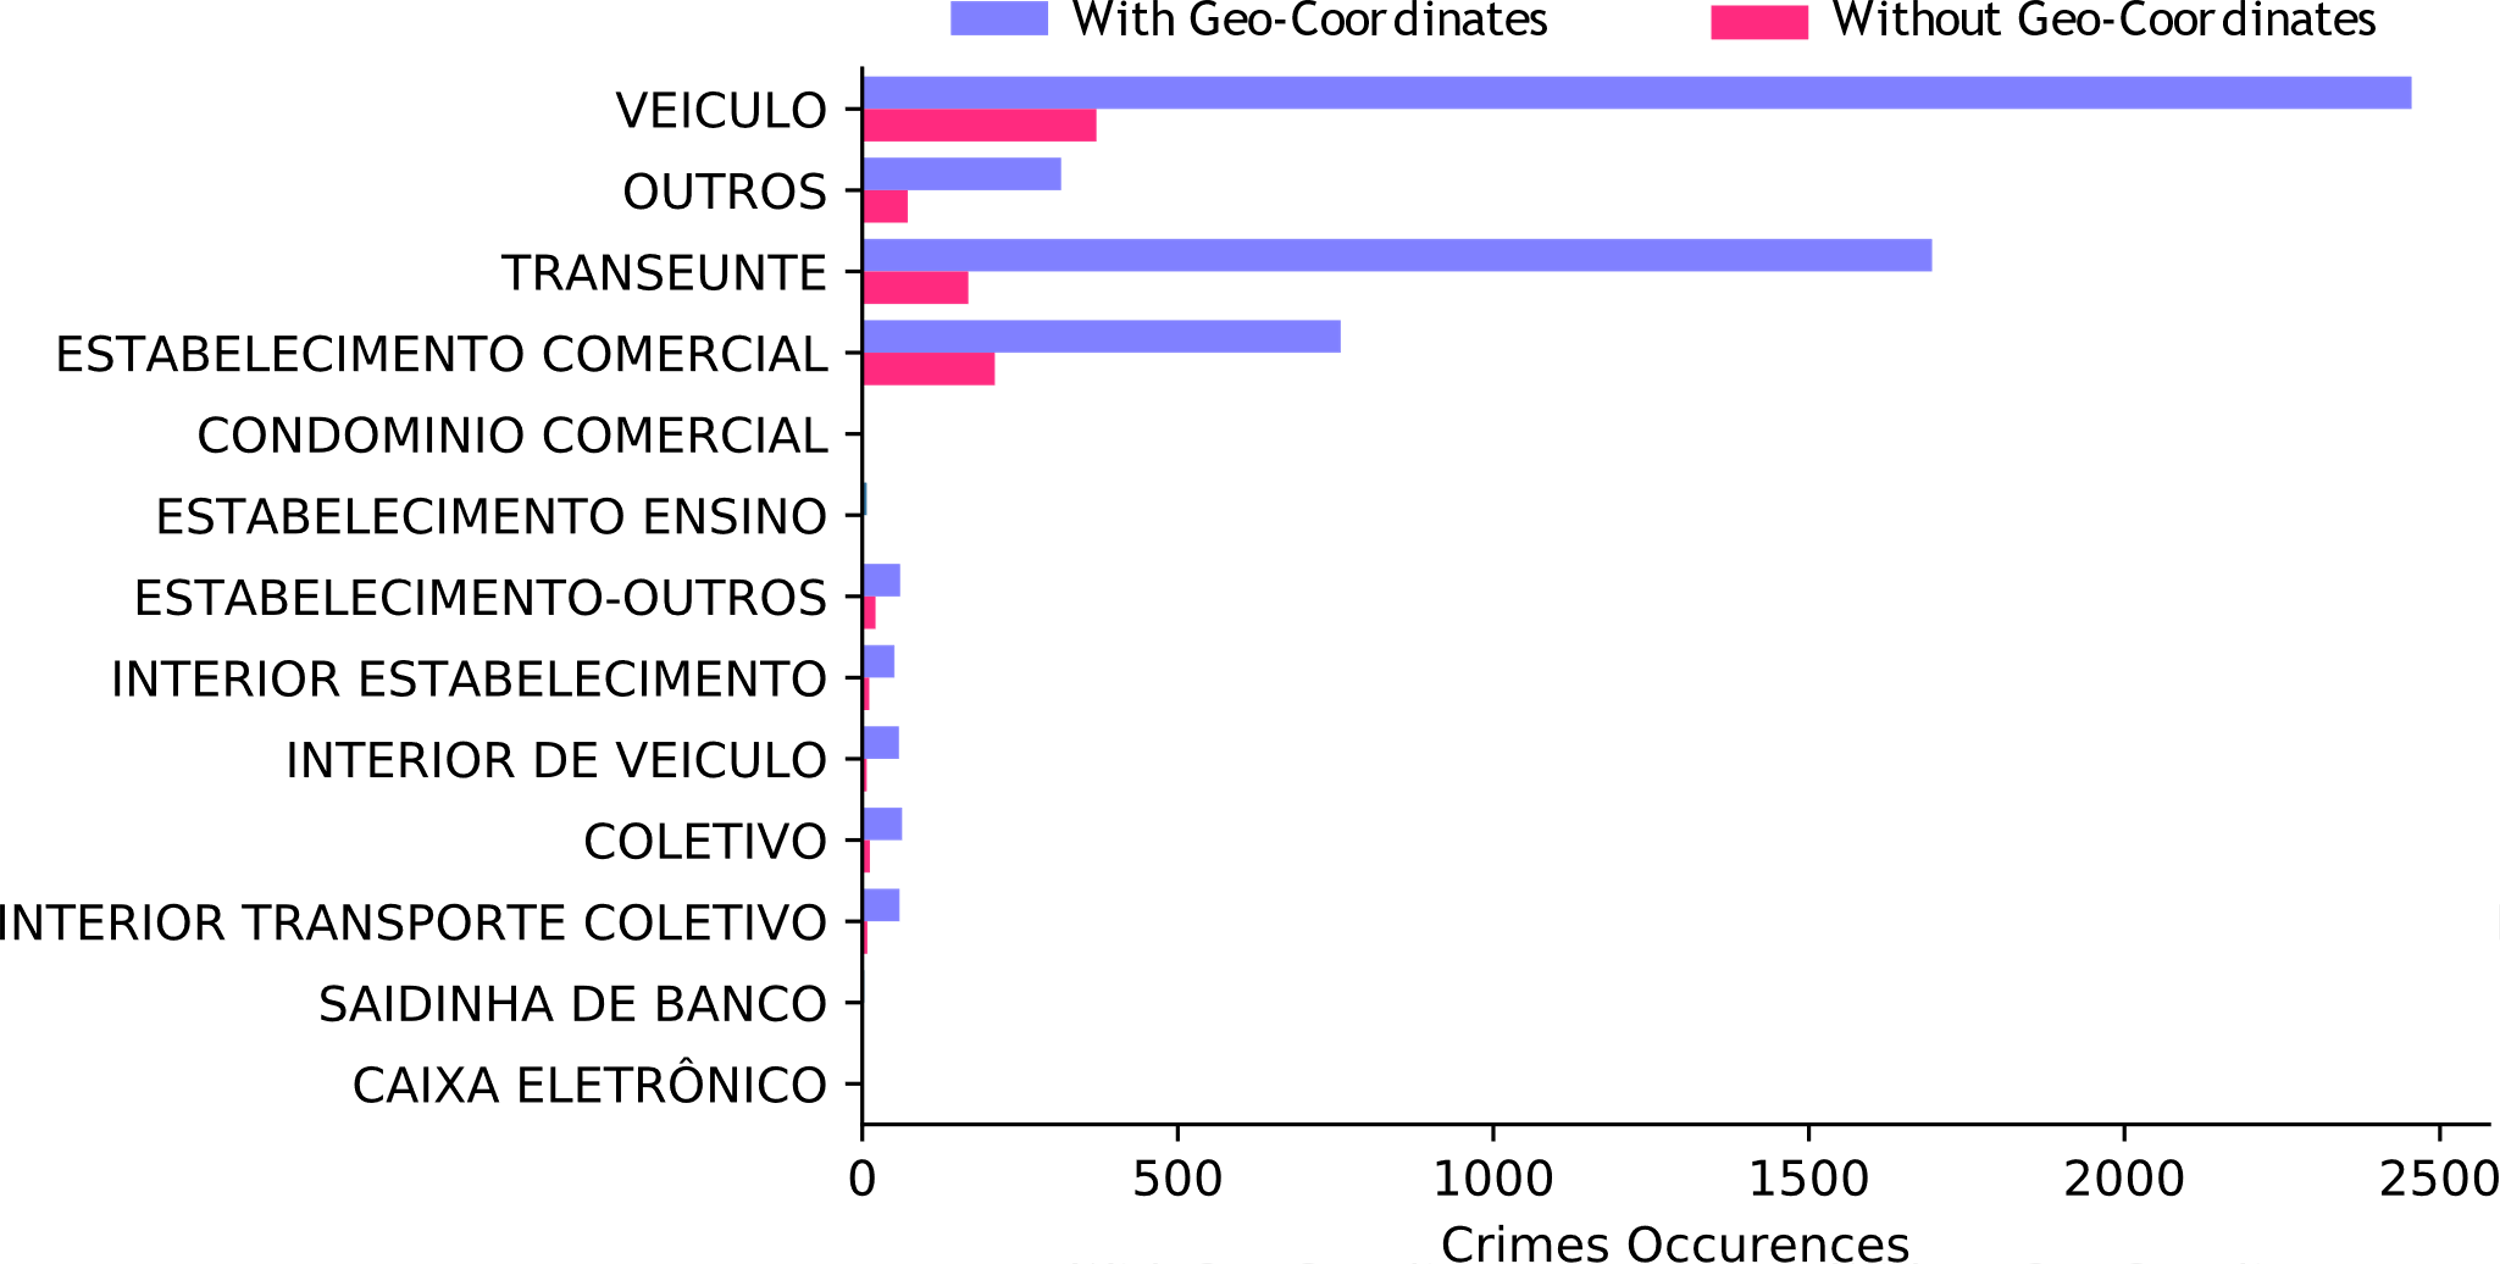 With Geo-Coordinates Without Geo-Coordinates
VEICULO
OUTROS
TRANSEUNTE
ESTABELECIMENTO COMERCIAL
CONDOMINIO COMERCIAL
ESTABELECIMENTO ENSINO
ESTABELECIMENTO-OUTROS
INTERIOR ESTABELECIMENTO
INTERIOR DE VEICULO
COLETIVO
INTERIOR TRANSPORTE COLETIVO
SAIDINHA DE BANCO
CAIXA ELETRÔNICO
0 500 1000 1500 2000 2500
Crimes Occurences